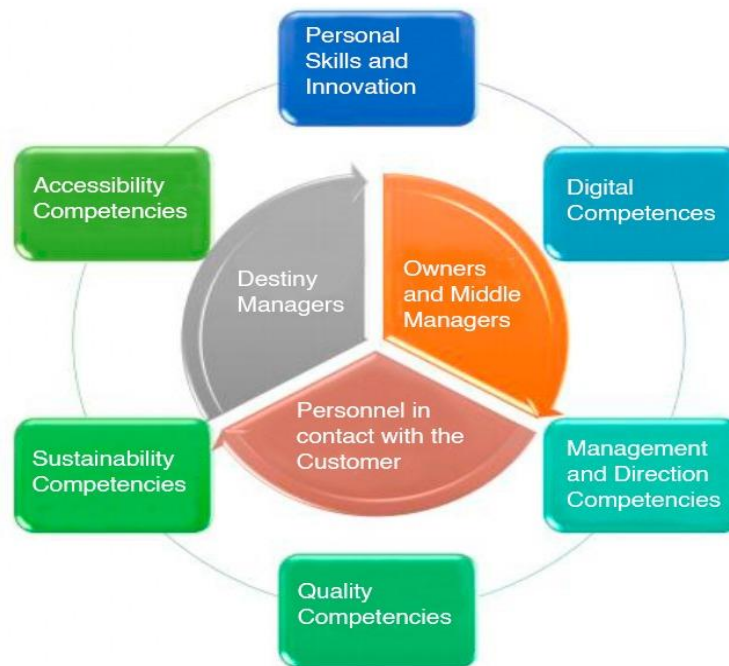 Personal
Skills and
Innovation
Accessibility
Competencies
Digital
Competences
Destiny
Managers
Owners
and Middle
Managers
Personnel in
contact with the
Customer
Sustainability
Competencies
Management
and Direction
Competencies
Quality
Competencies